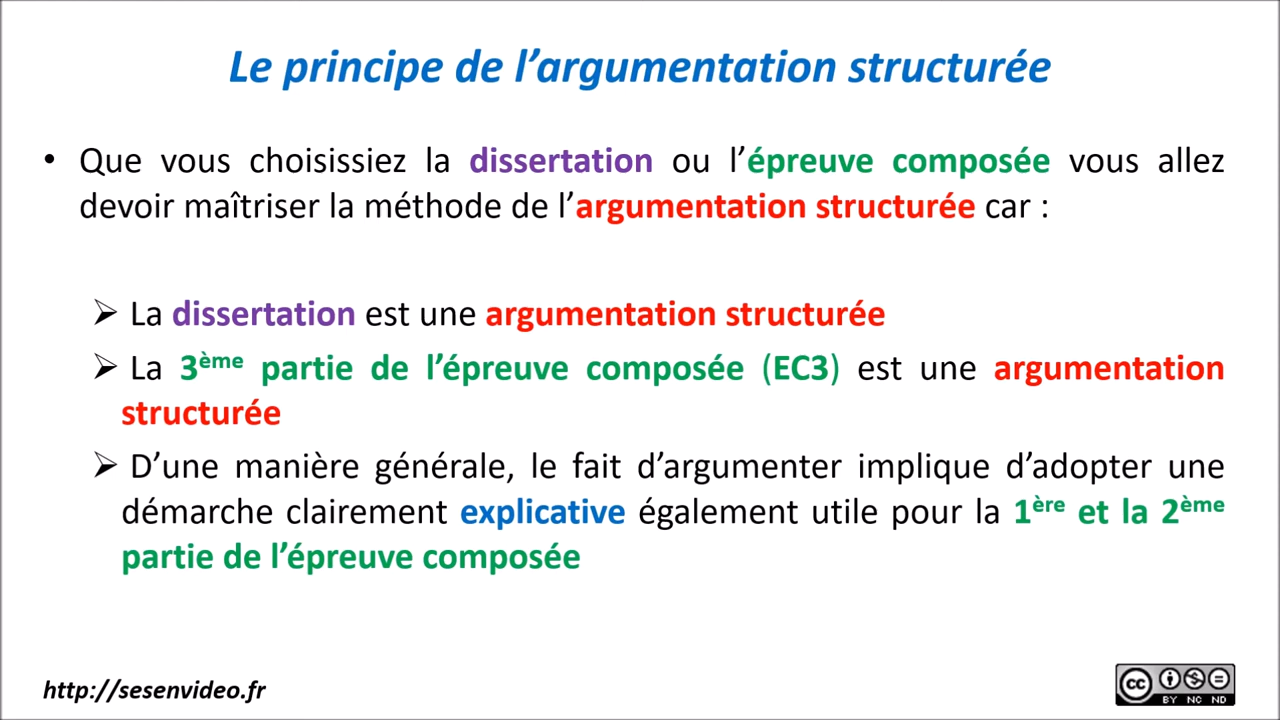 Le principe de l’argumentation structurée
• Que vous choisissiez la dissertation ou l’épreuve composée vous allez
devoir maîtriser la méthode de l’argumentation structurée car :
➢ La dissertation est une argumentation structurée
➢ La 3ème partie de l’épreuve composée (EC3) est une argumentation
structurée
➢ D’une manière générale, le fait d’argumenter implique d’adopter une
démarche clairement explicative également utile pour la 1ère et la 2ème
partie de l’épreuve composée
http://sesenvideo.fr
cc
BY NC ND